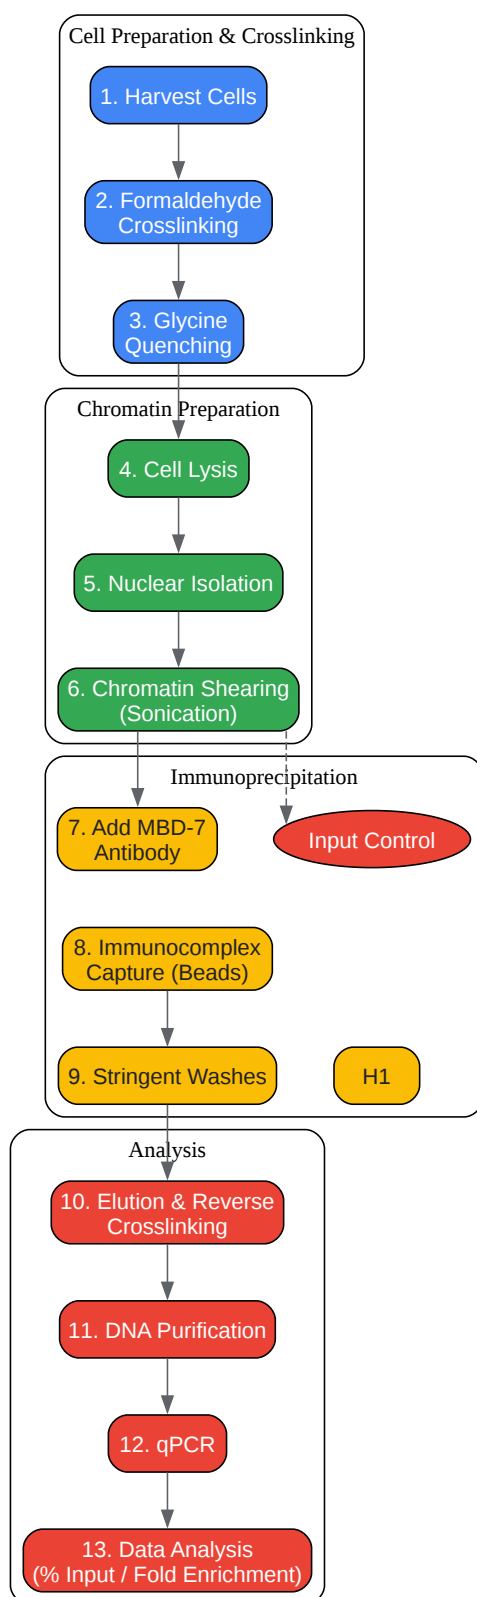 Cell Preparation & Crosslinking
1. Harvest Cells
2. Formaldehyde
Crosslinking
3. Glycine
Quenching
Chromatin Preparation
4. Cell Lysis
5. Nuclear Isolation
6. Chromatin Shearing
(Sonication)
Immunoprecipitation
7. Add MBD-7
Antibody
Input Control
8. Immunocomplex
Capture (Beads)
9. Stringent Washes
H1
Analysis
10. Elution & Reverse
Crosslinking
11. DNA Purification
12. qPCR
13. Data Analysis
(% Input / Fold Enrichment)